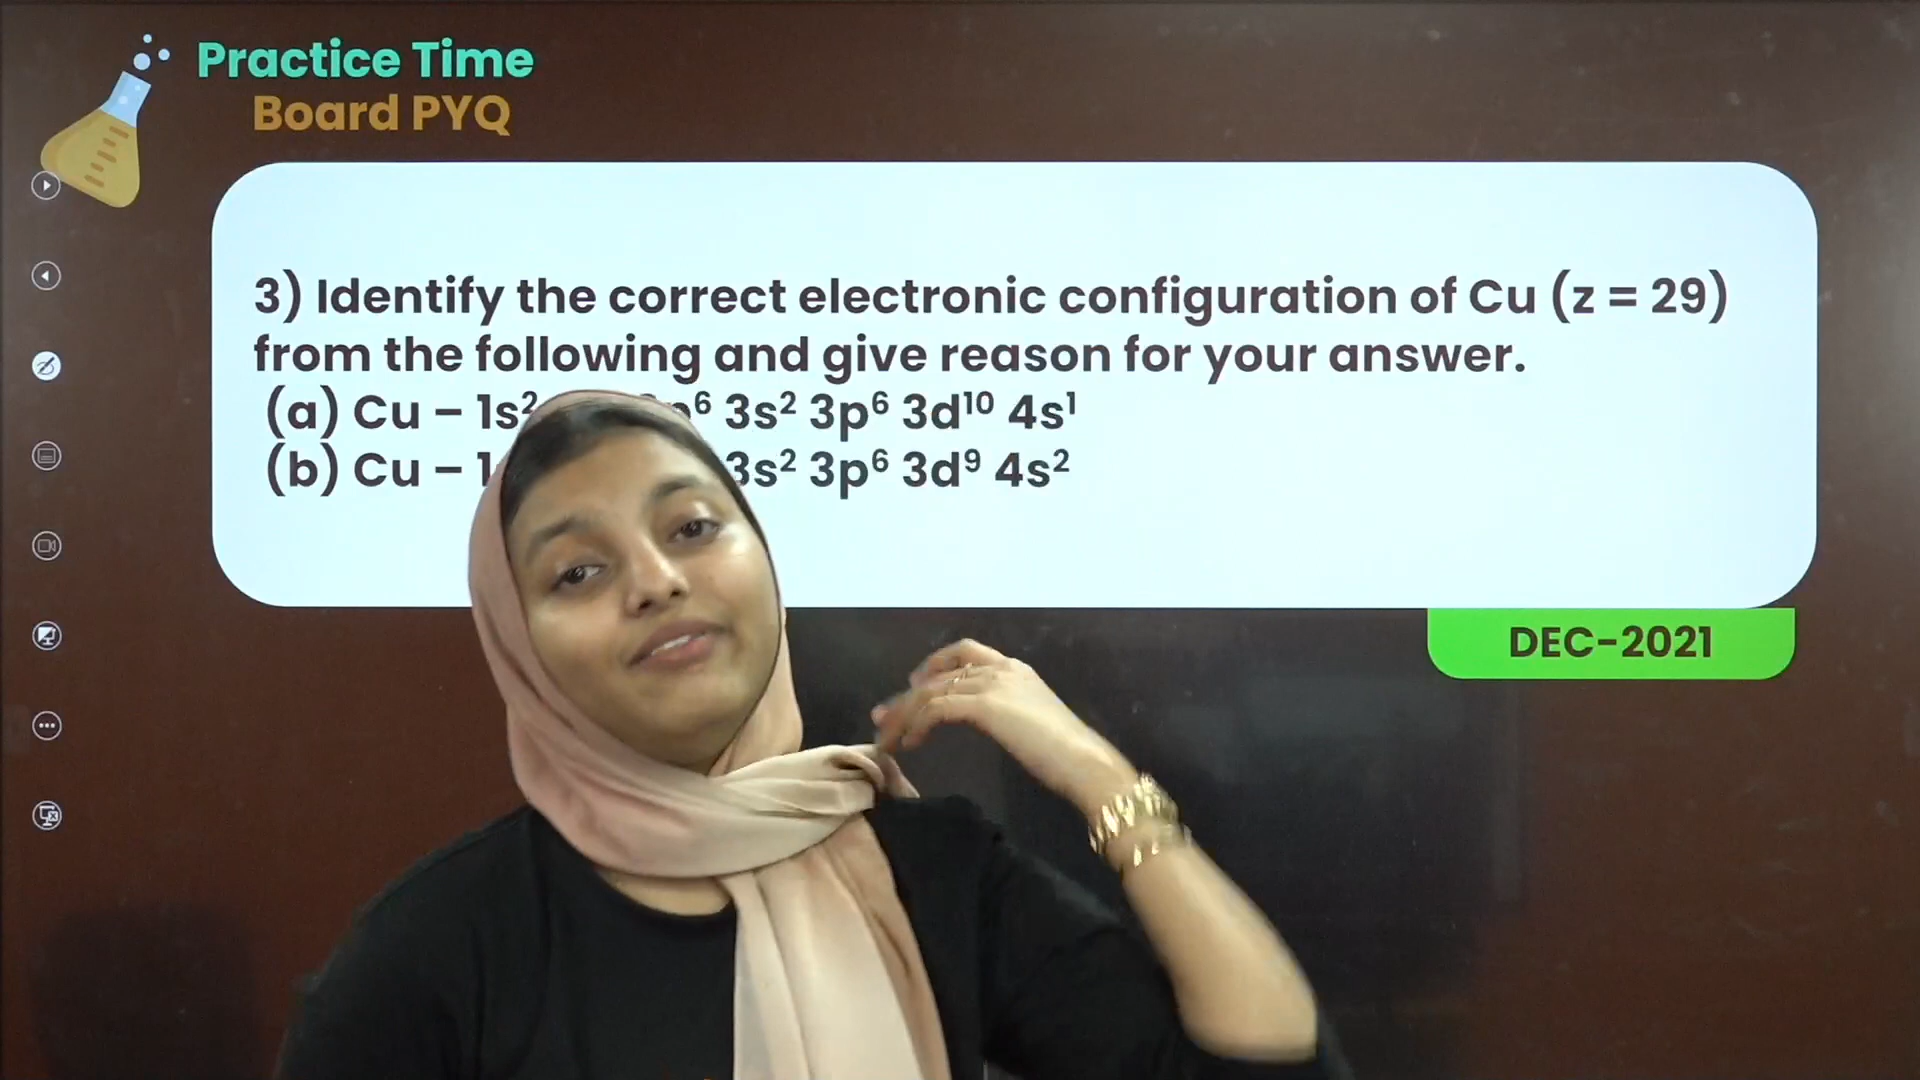 Practice Time
Board PYQ
3) Identify the correct electronic configuration of Cu (z = 29)
from the following and give reason for your answer.
(a) Cu – 1s² p⁶ 3s² 3p⁶ 3d¹⁰ 4s¹
(b) Cu – 1 3s² 3p⁶ 3d⁹ 4s²
DEC-2021